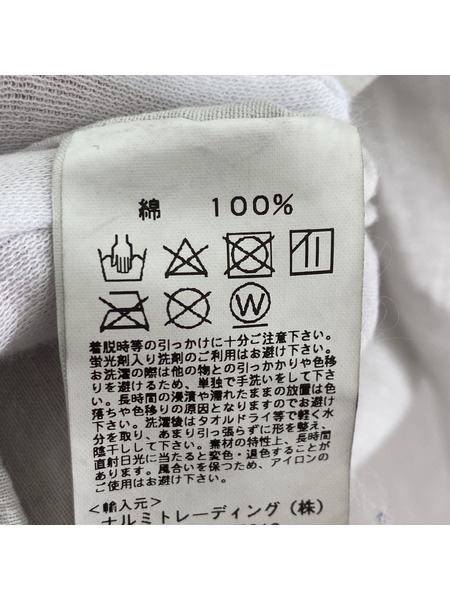 綿 100%
W
着脱時等の引っかけに十分ご注意下さい。
蛍光剤入り洗剤のご利用はお避け下さい。
お洗濯の際は他の物との引っかかりや色移
りを避けるため、単独で手洗いをして下さ
い。長時間の浸漬や濡れたままの放置は色
落ちや色移りの原因となりますのでお避け
下さい。洗濯後はタオルドライ等で軽く水
分を取り、あまり引っ張らずに形を整え、
陰干しして下さい。素材の特性上、長時間
直射日光に当たると変色・退色することが
あります。風合いを保つため、アイロンの
ご使用はお避け下さい。
<輸入元>
ナルミトレーディング(株)